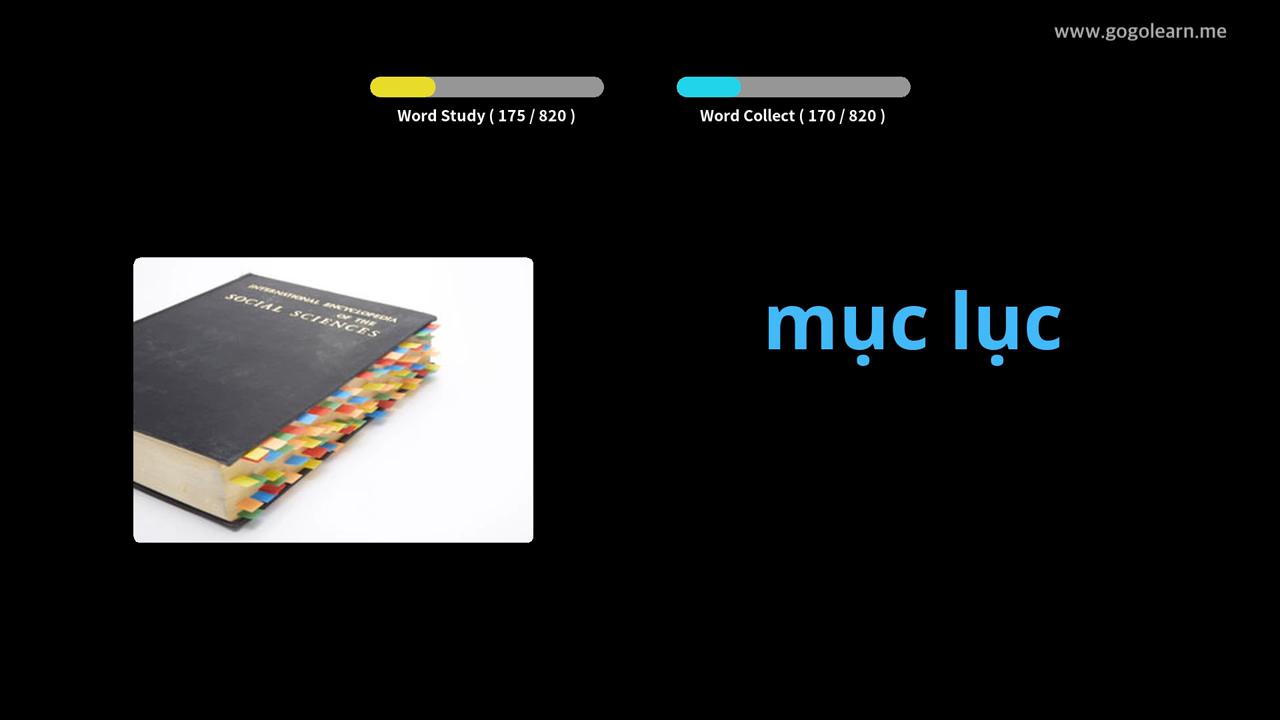 www.gogolearn.me
Word Study ( 175 / 820 )
Word Collect ( 170 / 820 )
INTERNATIONAL ENCYCLOPEDIA
OF THE
SOCIAL SCIENCES
mục lục